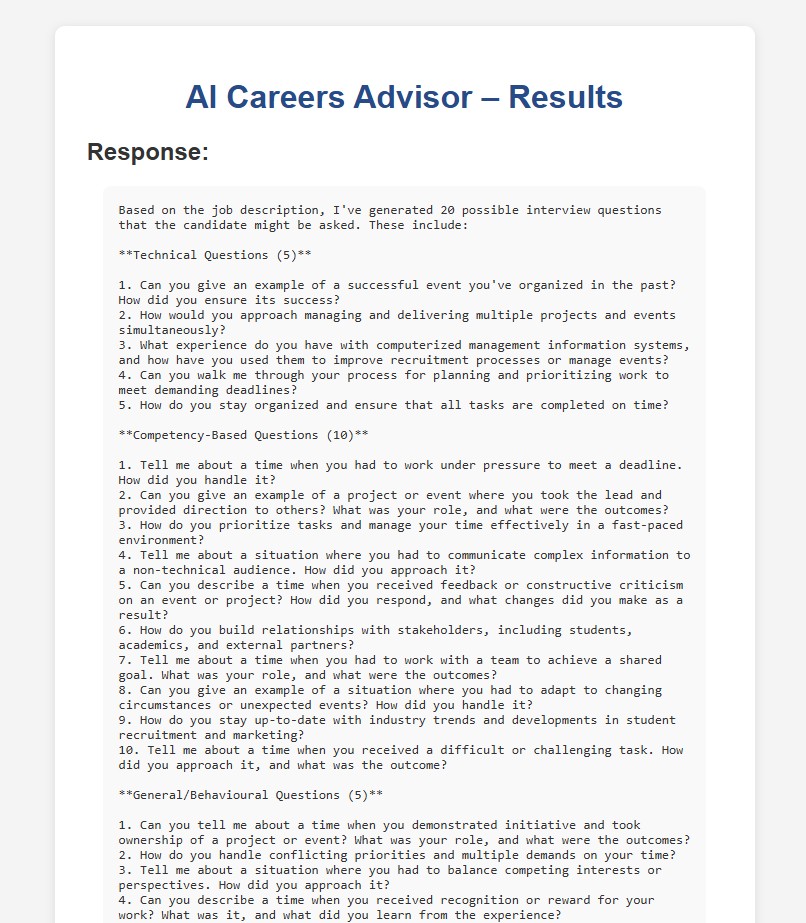 AI Careers Advisor – Results
Response:
Based on the job description, I've generated 20 possible interview questions
that the candidate might be asked. These include:
**Technical Questions (5)**
1. Can you give an example of a successful event you've organized in the past?
How did you ensure its success?
2. How would you approach managing and delivering multiple projects and events
simultaneously?
3. What experience do you have with computerized management information systems,
and how have you used them to improve recruitment processes or manage events?
4. Can you walk me through your process for planning and prioritizing work to
meet demanding deadlines?
5. How do you stay organized and ensure that all tasks are completed on time?
**Competency-Based Questions (10)**
1. Tell me about a time when you had to work under pressure to meet a deadline.
How did you handle it?
2. Can you give an example of a project or event where you took the lead and
provided direction to others? What was your role, and what were the outcomes?
3. How do you prioritize tasks and manage your time effectively in a fast-paced
environment?
4. Tell me about a situation where you had to communicate complex information to
a non-technical audience. How did you approach it?
5. Can you describe a time when you received feedback or constructive criticism
on an event or project? How did you respond, and what changes did you make as a
result?
6. How do you build relationships with stakeholders, including students,
academics, and external partners?
7. Tell me about a time when you had to work with a team to achieve a shared
goal. What was your role, and what were the outcomes?
8. Can you give an example of a situation where you had to adapt to changing
circumstances or unexpected events? How did you handle it?
9. How do you stay up-to-date with industry trends and developments in student
recruitment and marketing?
10. Tell me about a time when you received a difficult or challenging task. How
did you approach it, and what was the outcome?
**General/Behavioural Questions (5)**
1. Can you tell me about a time when you demonstrated initiative and took
ownership of a project or event? What was your role, and what were the outcomes?
2. How do you handle conflicting priorities and multiple demands on your time?
3. Tell me about a situation where you had to balance competing interests or
perspectives. How did you approach it?
4. Can you describe a time when you received recognition or reward for your
work? What was it, and what did you learn from the experience?